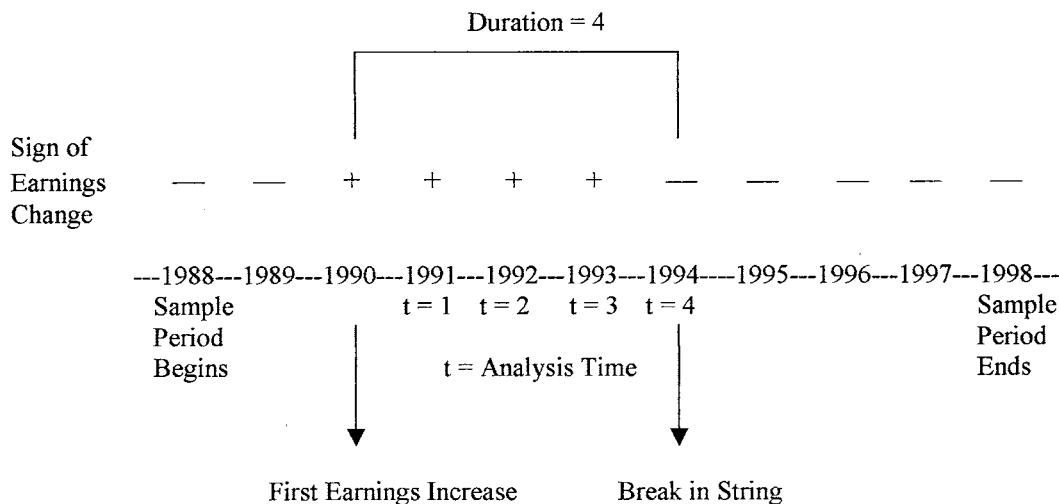 Duration = 4
Sign of
Earnings
Change
— — + + + + — — — — —
---1988---1989---1990----1991---1992----1993----1994----1995----1996----1997---1998---
t = 1 t = 2 t = 3 t = 4
Sample
Period
Begins
Sample
Period
Ends
t = Analysis Time
First Earnings Increase
Break in String